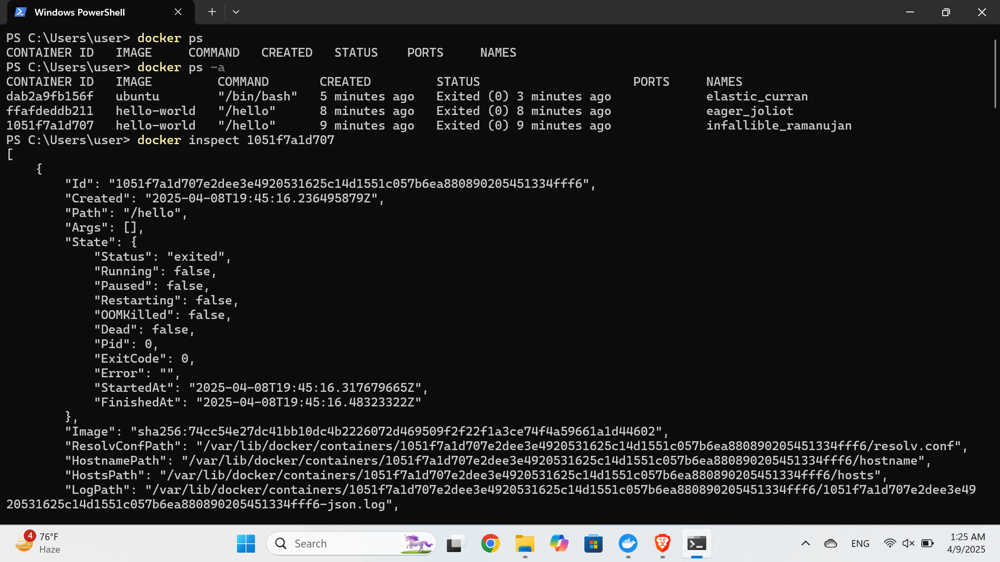 Windows PowerShell
PS C:\Users\user> docker ps
CONTAINER ID   IMAGE     COMMAND   CREATED   STATUS    PORTS     NAMES
PS C:\Users\user> docker ps -a
CONTAINER ID   IMAGE         COMMAND       CREATED         STATUS                     PORTS     NAMES
dab2a9fb156f   ubuntu        "/bin/bash"   5 minutes ago   Exited (0) 3 minutes ago             elastic_curran
ffafdeddb211   hello-world   "/hello"      8 minutes ago   Exited (0) 8 minutes ago             eager_joliot
1051f7a1d707   hello-world   "/hello"      9 minutes ago   Exited (0) 9 minutes ago             infallible_ramanujan
PS C:\Users\user> docker inspect 1051f7a1d707
[
    {
        "Id": "1051f7a1d707e2dee3e4920531625c14d1551c057b6ea880890205451334fff6",
        "Created": "2025-04-08T19:45:16.236495879Z",
        "Path": "/hello",
        "Args": [],
        "State": {
            "Status": "exited",
            "Running": false,
            "Paused": false,
            "Restarting": false,
            "OOMKilled": false,
            "Dead": false,
            "Pid": 0,
            "ExitCode": 0,
            "Error": "",
            "StartedAt": "2025-04-08T19:45:16.317679665Z",
            "FinishedAt": "2025-04-08T19:45:16.48323322Z"
        },
        "Image": "sha256:74cc54e27dc41bb10dc4b2226072d469509f2f22f1a3ce74f4a59661a1d44602",
        "ResolvConfPath": "/var/lib/docker/containers/1051f7a1d707e2dee3e4920531625c14d1551c057b6ea880890205451334fff6/resolv.conf",
        "HostnamePath": "/var/lib/docker/containers/1051f7a1d707e2dee3e4920531625c14d1551c057b6ea880890205451334fff6/hostname",
        "HostsPath": "/var/lib/docker/containers/1051f7a1d707e2dee3e4920531625c14d1551c057b6ea880890205451334fff6/hosts",
        "LogPath": "/var/lib/docker/containers/1051f7a1d707e2dee3e4920531625c14d1551c057b6ea880890205451334fff6/1051f7a1d707e2dee3e49
20531625c14d1551c057b6ea880890205451334fff6-json.log",
4
76°F
Haze
Search
ENG
1:25 AM
4/9/2025